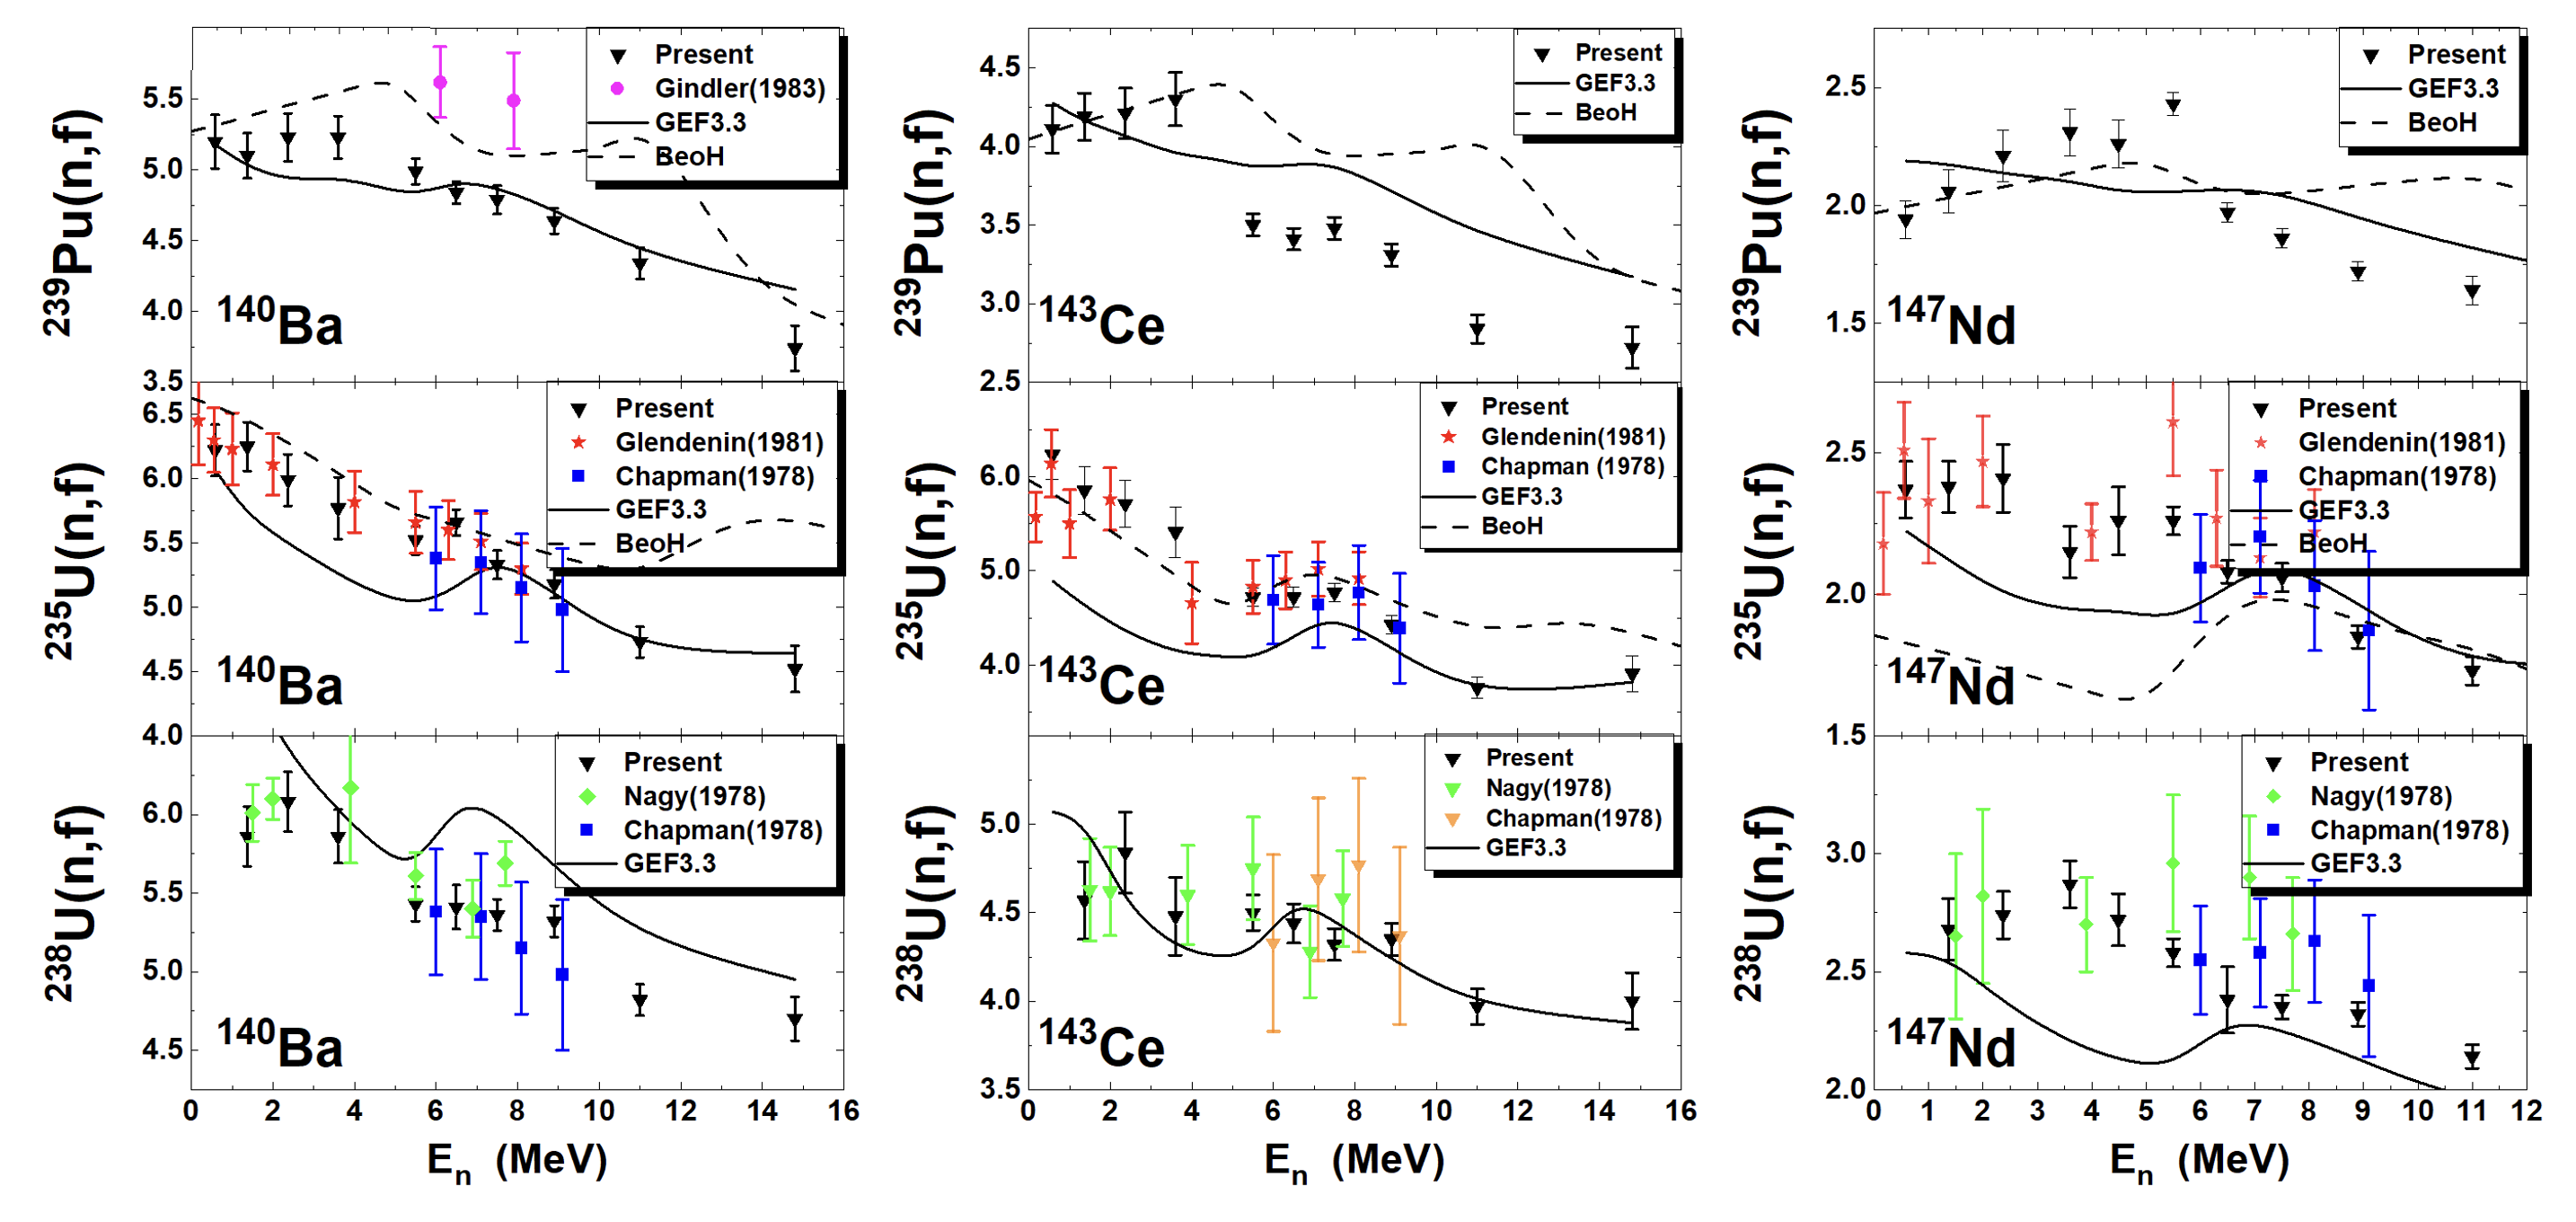 239Pu(n,f)
5.5
5.0
4.5
4.0
3.5
140Ba
Present
Gindler(1983)
GEF3.3
BeoH
239Pu(n,f)
4.5
4.0
3.5
3.0
2.5
143Ce
Present
GEF3.3
BeoH
239Pu(n,f)
2.5
2.0
1.5
147Nd
Present
GEF3.3
BeoH
235U(n,f)
6.5
6.0
5.5
5.0
4.5
4.0
140Ba
Present
Glendenin(1981)
Chapman(1978)
GEF3.3
BeoH
235U(n,f)
6.0
5.0
4.0
143Ce
Present
Glendenin(1981)
Chapman (1978)
GEF3.3
BeoH
235U(n,f)
2.5
2.0
1.5
147Nd
Present
Glendenin(1981)
Chapman(1978)
GEF3.3
BeoH
238U(n,f)
6.0
5.5
5.0
4.5
140Ba
Present
Nagy(1978)
Chapman(1978)
GEF3.3
0 2 4 6 8 10 12 14 16
En (MeV)
238U(n,f)
5.0
4.5
4.0
3.5
143Ce
Present
Nagy(1978)
Chapman(1978)
GEF3.3
0 2 4 6 8 10 12 14 16
En (MeV)
238U(n,f)
3.0
2.5
2.0
147Nd
Present
Nagy(1978)
Chapman(1978)
GEF3.3
0 1 2 3 4 5 6 7 8 9 10 11 12
En (MeV)